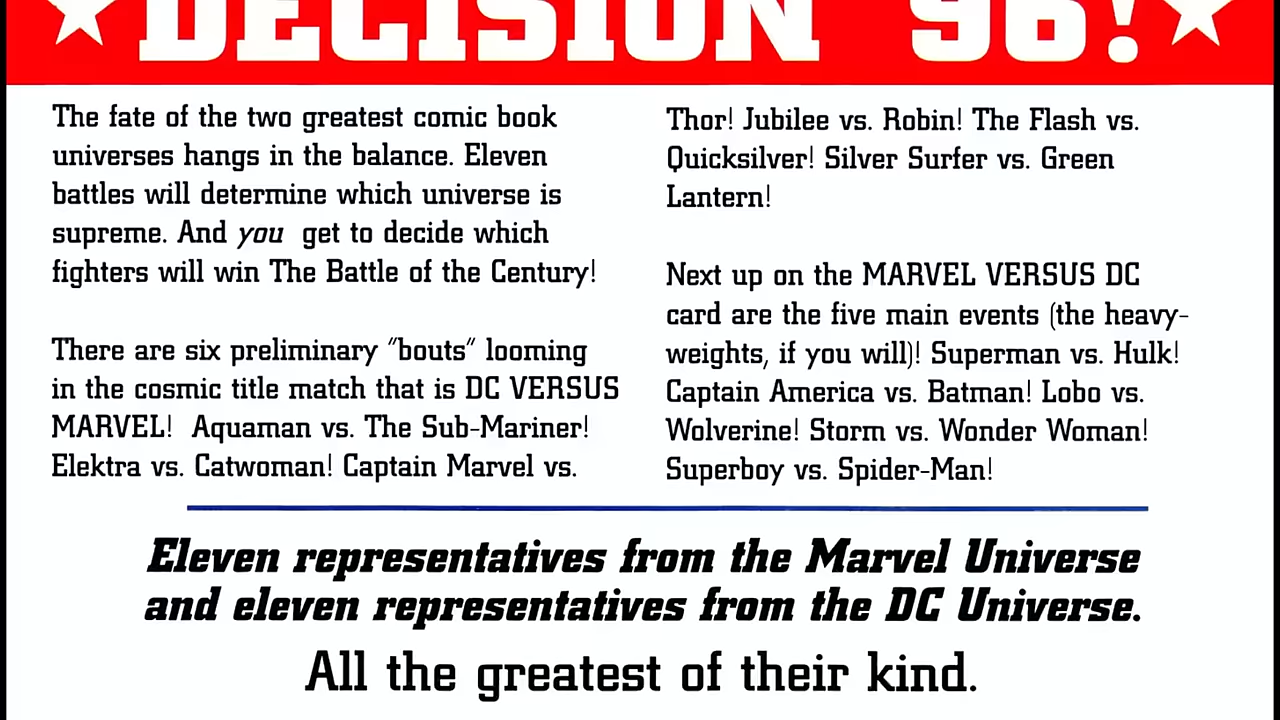 DECISION '96!
The fate of the two greatest comic book
universes hangs in the balance. Eleven
battles will determine which universe is
supreme. And you get to decide which
fighters will win The Battle of the Century!
There are six preliminary "bouts" looming
in the cosmic title match that is DC VERSUS
MARVEL! Aquaman vs. The Sub-Mariner!
Elektra vs. Catwoman! Captain Marvel vs.
Thor! Jubilee vs. Robin! The Flash vs.
Quicksilver! Silver Surfer vs. Green
Lantern!
Next up on the MARVEL VERSUS DC
card are the five main events (the heavy-
weights, if you will)! Superman vs. Hulk!
Captain America vs. Batman! Lobo vs.
Wolverine! Storm vs. Wonder Woman!
Superboy vs. Spider-Man!
Eleven representatives from the Marvel Universe
and eleven representatives from the DC Universe.
All the greatest of their kind.